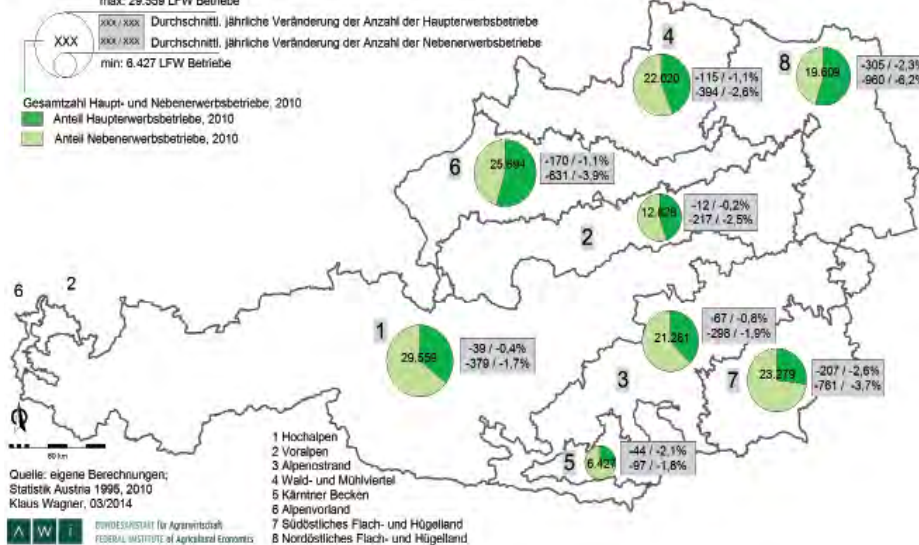 max: 29.559 LFW Betriebe
XXX
XXX / XXX Durchschnittl. jährliche Veränderung der Anzahl der Haupterwerbsbetriebe
XXX / XXX Durchschnittl. jährliche Veränderung der Anzahl der Nebenerwerbsbetriebe
min: 6.427 LFW Betriebe
Gesamtzahl Haupt- und Nebenerwerbsbetriebe, 2010
Anteil Haupterwerbsbetriebe, 2010
Anteil Nebenerwerbsbetriebe, 2010
4
22.020
-115 / -1,1%
-394 / -2,6%
8
19.609
-305 / -2,3%
-960 / -6,2%
6
25.694
-170 / -1,1%
-631 / -3,9%
2
12.828
-12 / -0,2%
-217 / -2,5%
6
2
1
29.559
-39 / -0,4%
-379 / -1,7%
3
21.261
-67 / -0,8%
-298 / -1,9%
7
23.279
-207 / -2,6%
-761 / -3,7%
5
6.427
-44 / -2,1%
-97 / -1,8%
60 km
Quelle: eigene Berechnungen;
Statistik Austria 1995, 2010
Klaus Wagner, 03/2014
1 Hochalpen
2 Voralpen
3 Alpenostrand
4 Wald- und Mühlviertel
5 Kärntner Becken
6 Alpenvorland
7 Südöstliches Flach- und Hügelland
8 Nordöstliches Flach- und Hügelland
AWI
BUNDESANSTALT für Agrarwirtschaft
FEDERAL INSTITUTE of Agricultural Economics